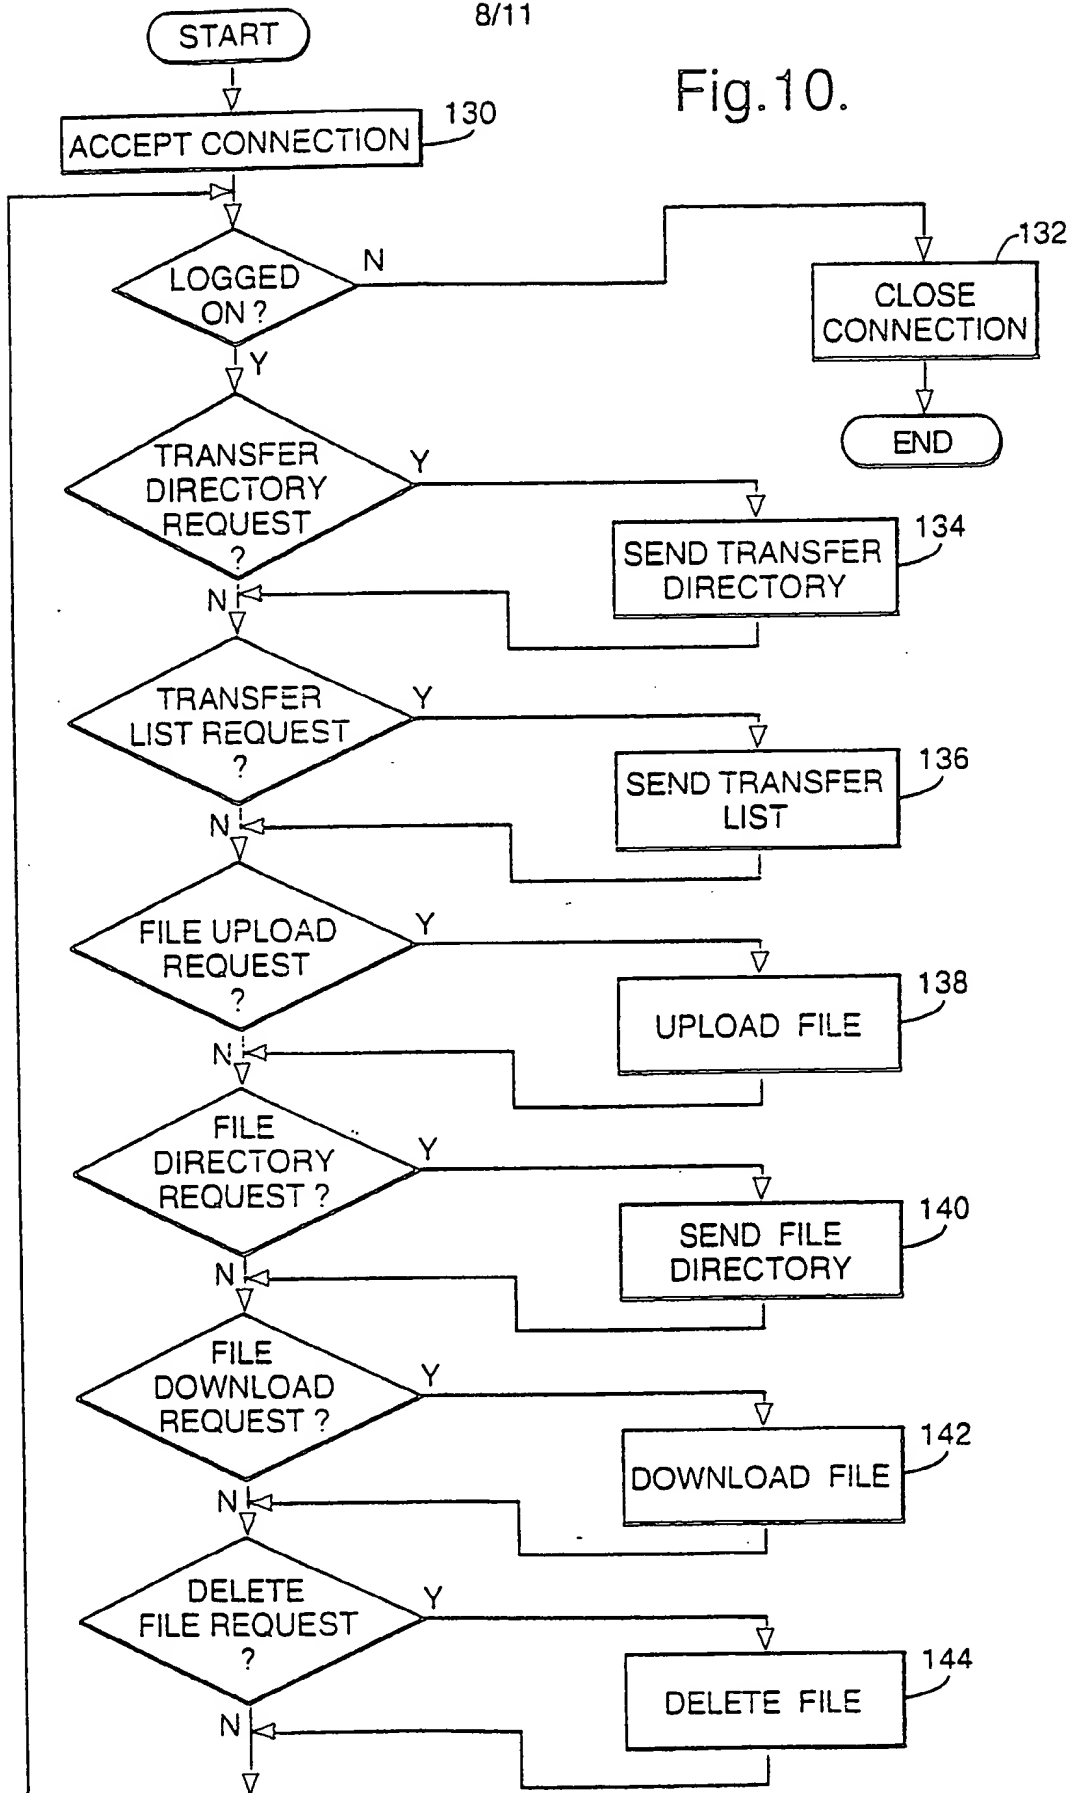 8/11
Fig.10.
START
ACCEPT CONNECTION
130
LOGGED
ON ?
N
Y
132
CLOSE
CONNECTION
END
TRANSFER
DIRECTORY
REQUEST
?
Y
N
134
SEND TRANSFER
DIRECTORY
TRANSFER
LIST REQUEST
?
Y
N
136
SEND TRANSFER
LIST
FILE UPLOAD
REQUEST
?
Y
N
138
UPLOAD FILE
FILE
DIRECTORY
REQUEST ?
Y
N
140
SEND FILE
DIRECTORY
FILE
DOWNLOAD
REQUEST ?
Y
N
142
DOWNLOAD FILE
DELETE
FILE REQUEST
?
Y
N
144
DELETE FILE